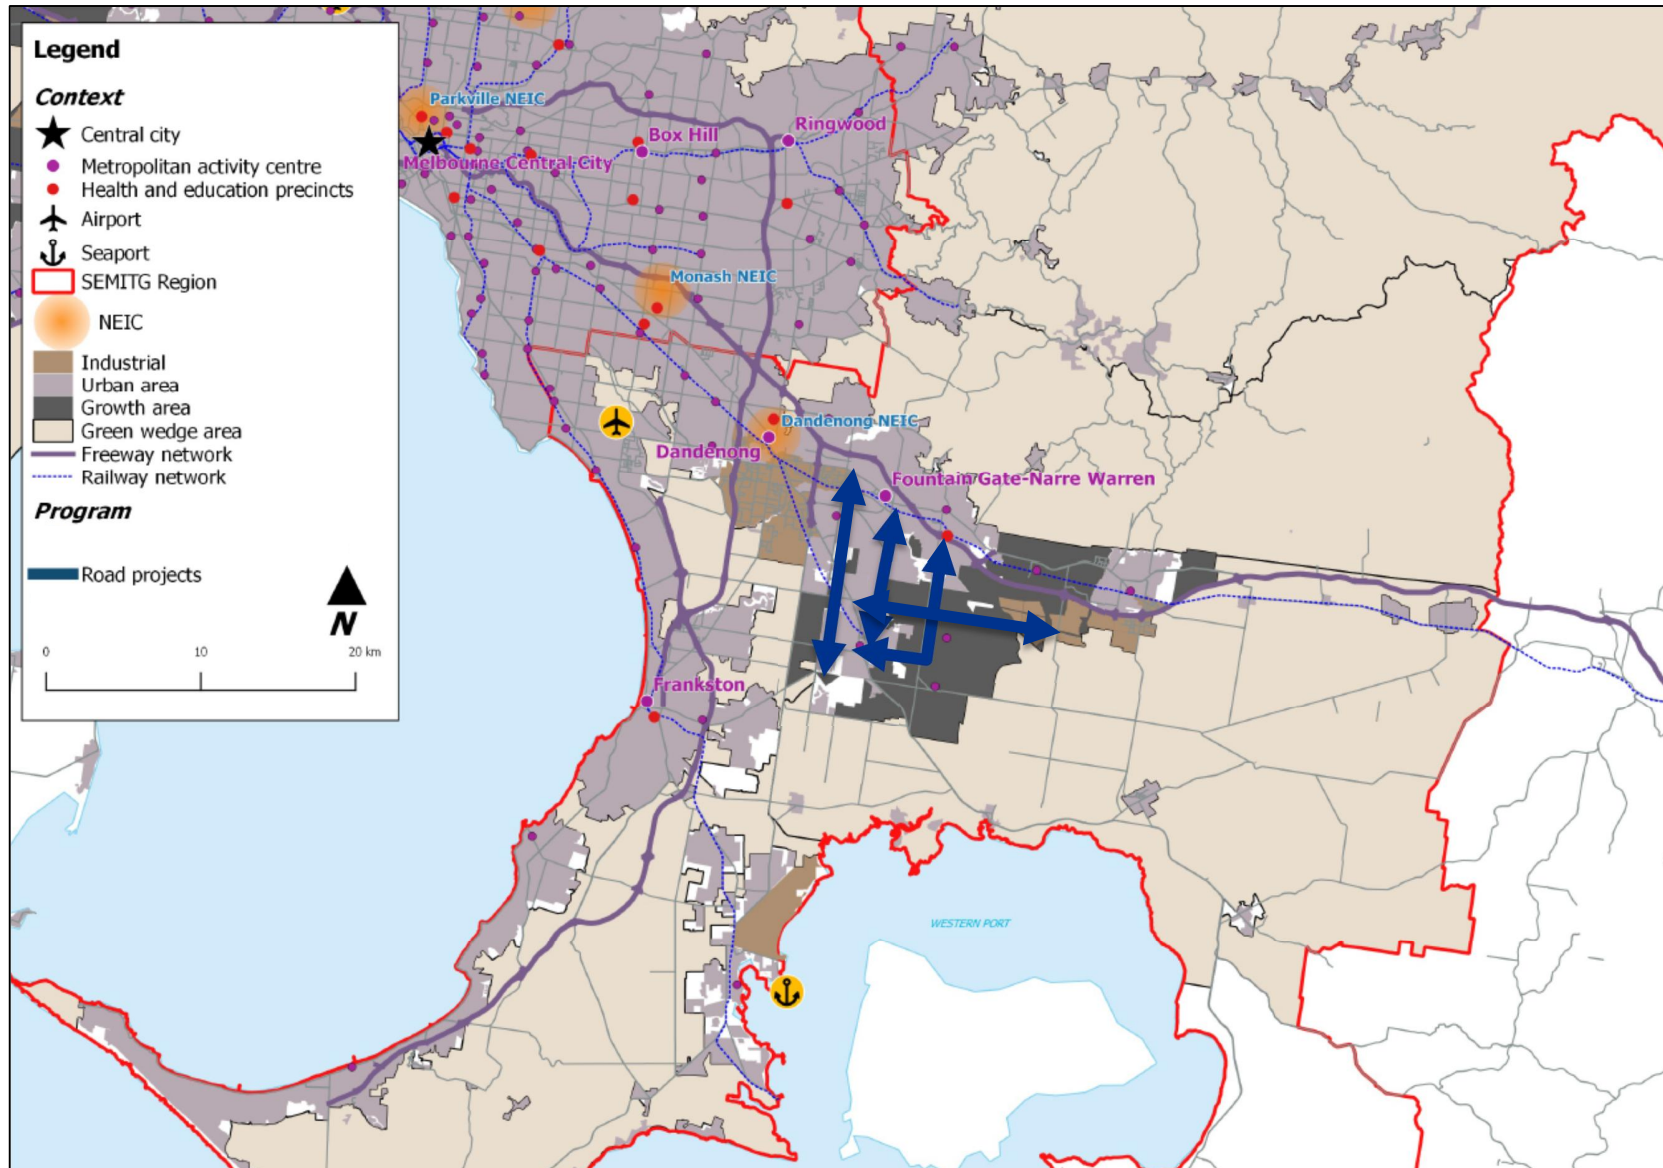 Legend
Context
Central city
Metropolitan activity centre
Health and education precincts
Airport
Seaport
SEMITG Region
NEIC
Industrial
Urban area
Growth area
Green wedge area
Freeway network
Railway network
Program
Road projects
N
0 10 20 km
Parkville NEIC
Melbourne Central City
Box Hill
Ringwood
Monash NEIC
Dandenong NEIC
Dandenong
Fountain Gate-Narre Warren
Frankston
WESTERN PORT